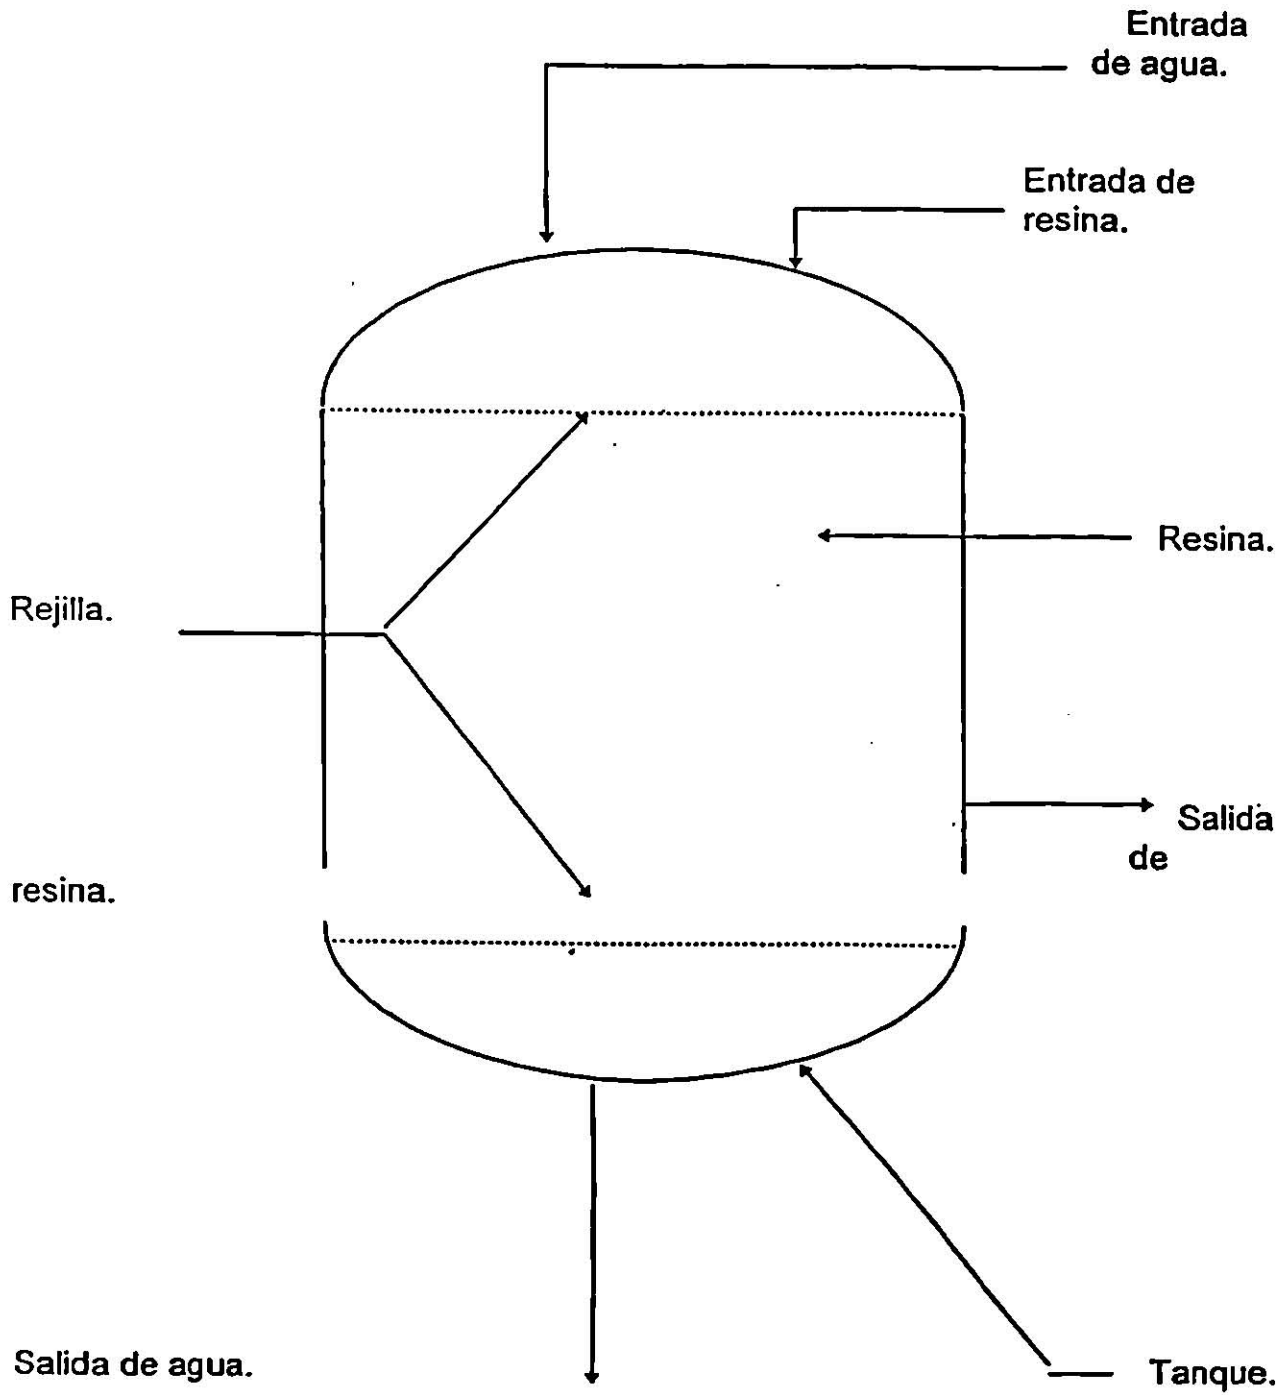 Entrada
de agua.
Entrada de
resina.
Resina.
Rejilla.
Salida
de
resina.
Salida de agua.
Tanque.